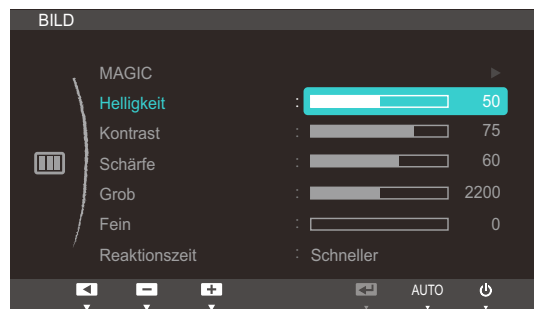 BILD
MAGIC
Helligkeit : 50
Kontrast : 75
Schärfe : 60
Grob : 2200
Fein : 0
Reaktionszeit : Schneller
AUTO